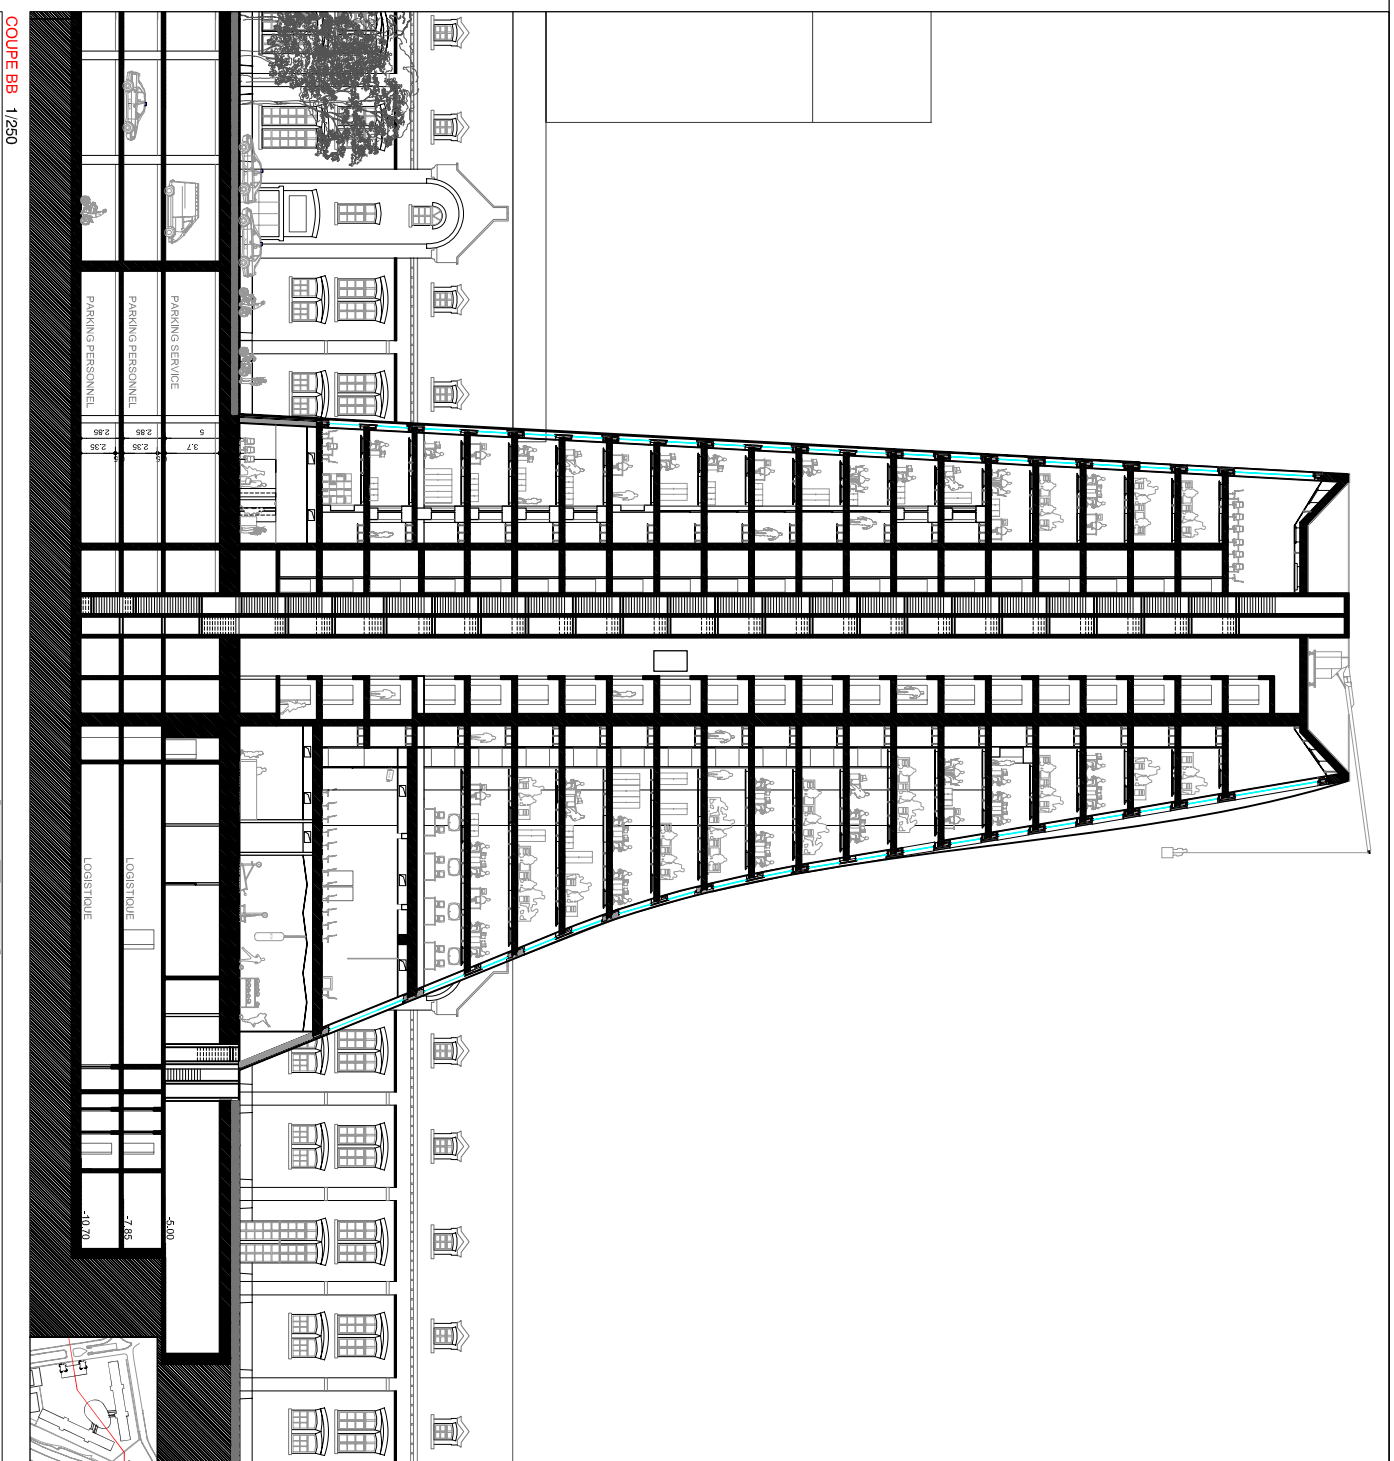 COUPE BB 1/250
PARKING SERVICE
PARKING PERSONNEL
PARKING PERSONNEL
5
3.7
2.85
2.35
2.85
2.35
LOGISTIQUE
LOGISTIQUE
-5.00
-7.85
-10.70